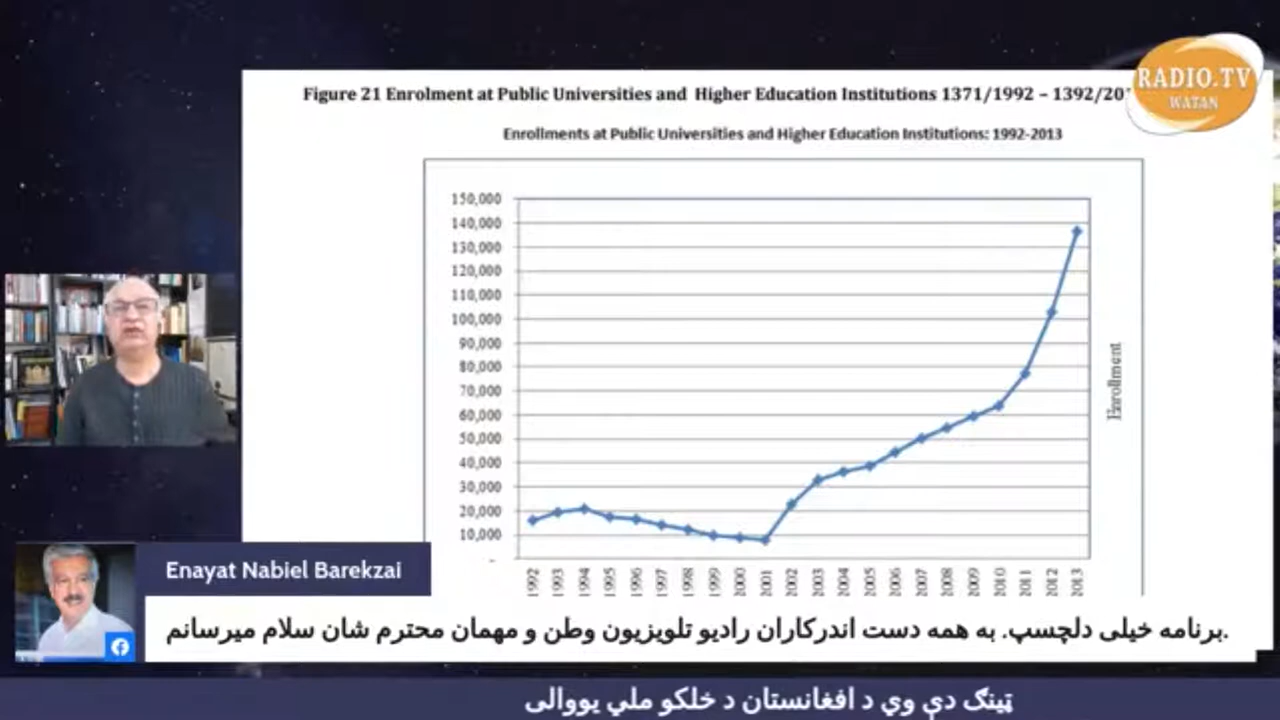 Figure 21 Enrolment at Public Universities and Higher Education Institutions 1371/1992 – 1392/20
RADIO.TV
WATAN
Enrollments at Public Universities and Higher Education Institutions: 1992-2013
150,000
140,000
130,000
120,000
110,000
100,000
90,000
80,000
70,000
60,000
50,000
40,000
30,000
20,000
10,000
-
Enrollment
1992 1993 1994 1995 1996 1997 1998 1999 2000 2001 2002 2003 2004 2005 2006 2007 2008 2009 2010 2011 2012 2013
Enayat Nabiel Barekzai
برنامه خیلی دلچسپ. به همه دست اندرکاران رادیو تلویزیون وطن و مهمان محترم شان سلام میرسانم.
ټینګ دې وي د افغانستان د خلکو ملي یووالی